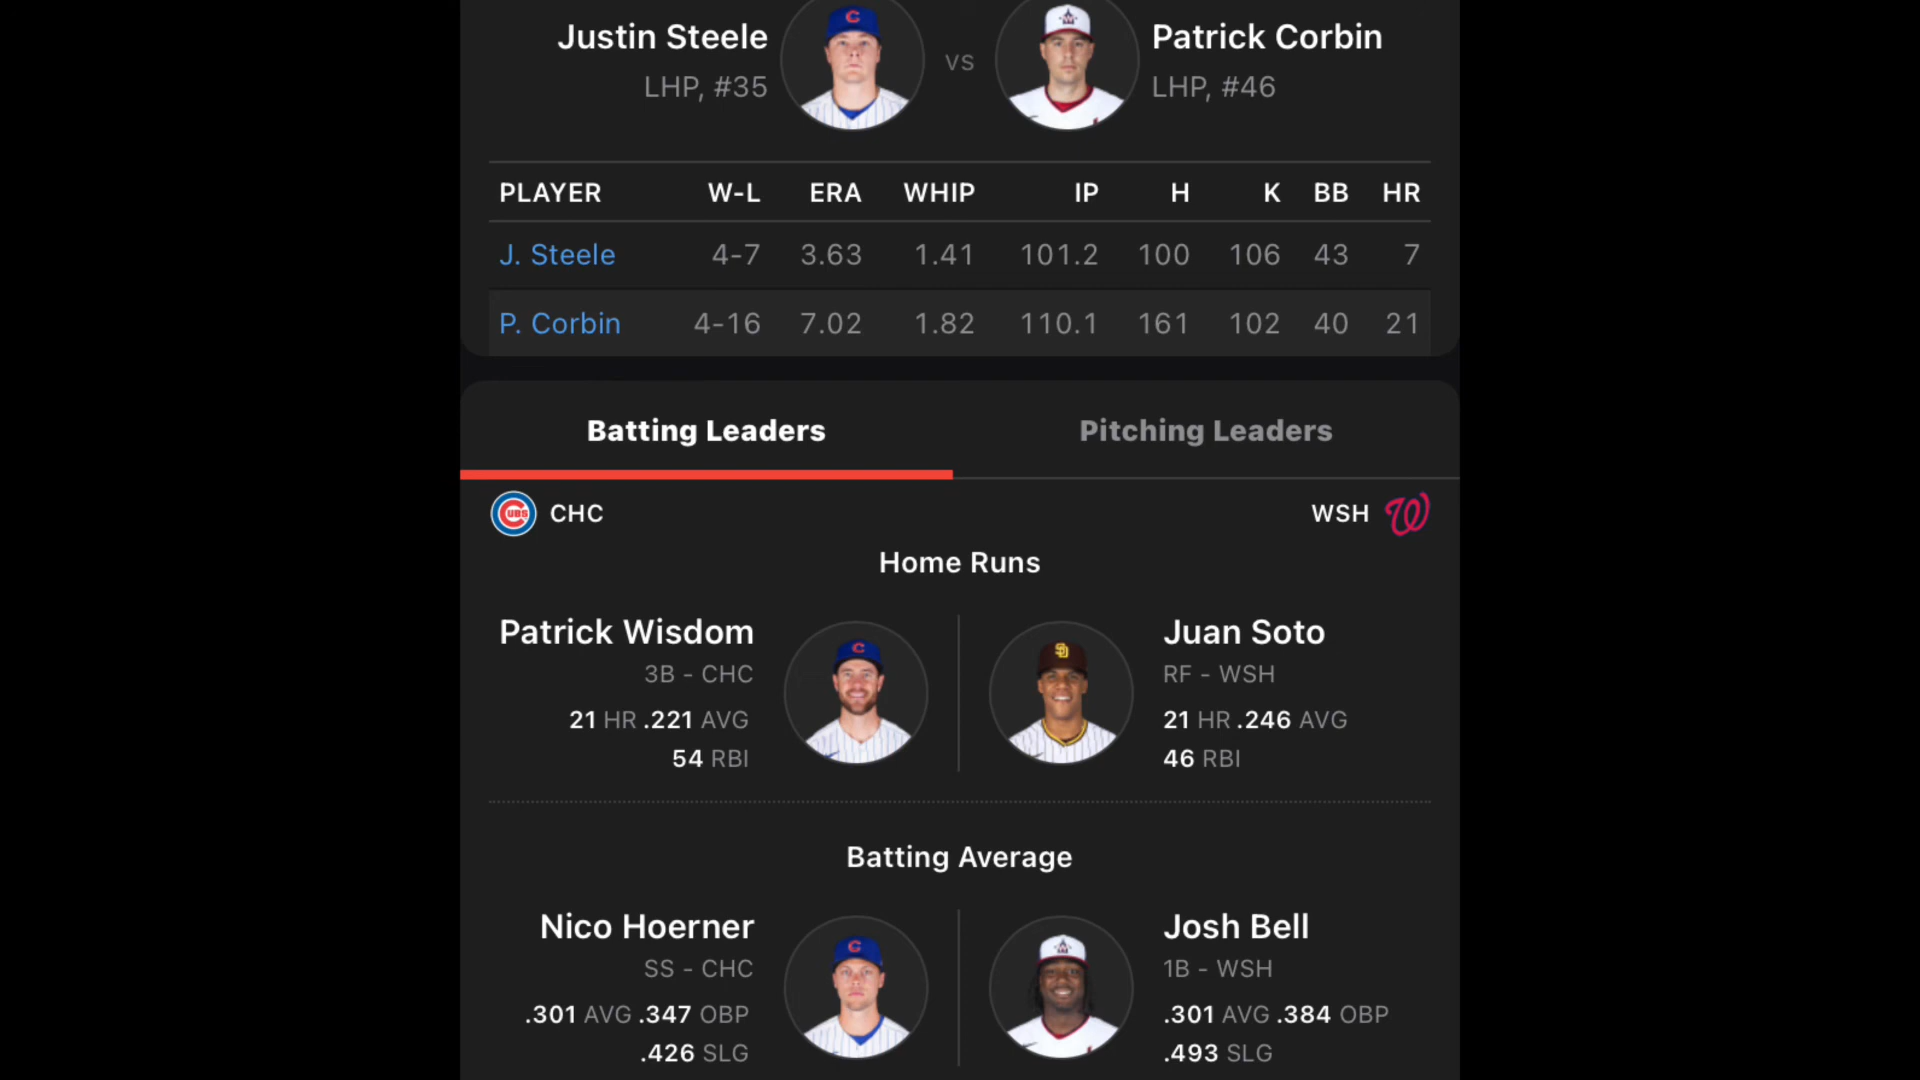 Justin Steele
LHP, #35
VS
Patrick Corbin
LHP, #46
PLAYER W-L ERA WHIP IP H K BB HR
J. Steele 4-7 3.63 1.41 101.2 100 106 43 7
P. Corbin 4-16 7.02 1.82 110.1 161 102 40 21
Batting Leaders Pitching Leaders
CUBS CHC WSH W
Home Runs
Patrick Wisdom
3B - CHC
21 HR .221 AVG
54 RBI
Juan Soto
RF - WSH
21 HR .246 AVG
46 RBI
Batting Average
Nico Hoerner
SS - CHC
.301 AVG .347 OBP
.426 SLG
Josh Bell
1B - WSH
.301 AVG .384 OBP
.493 SLG